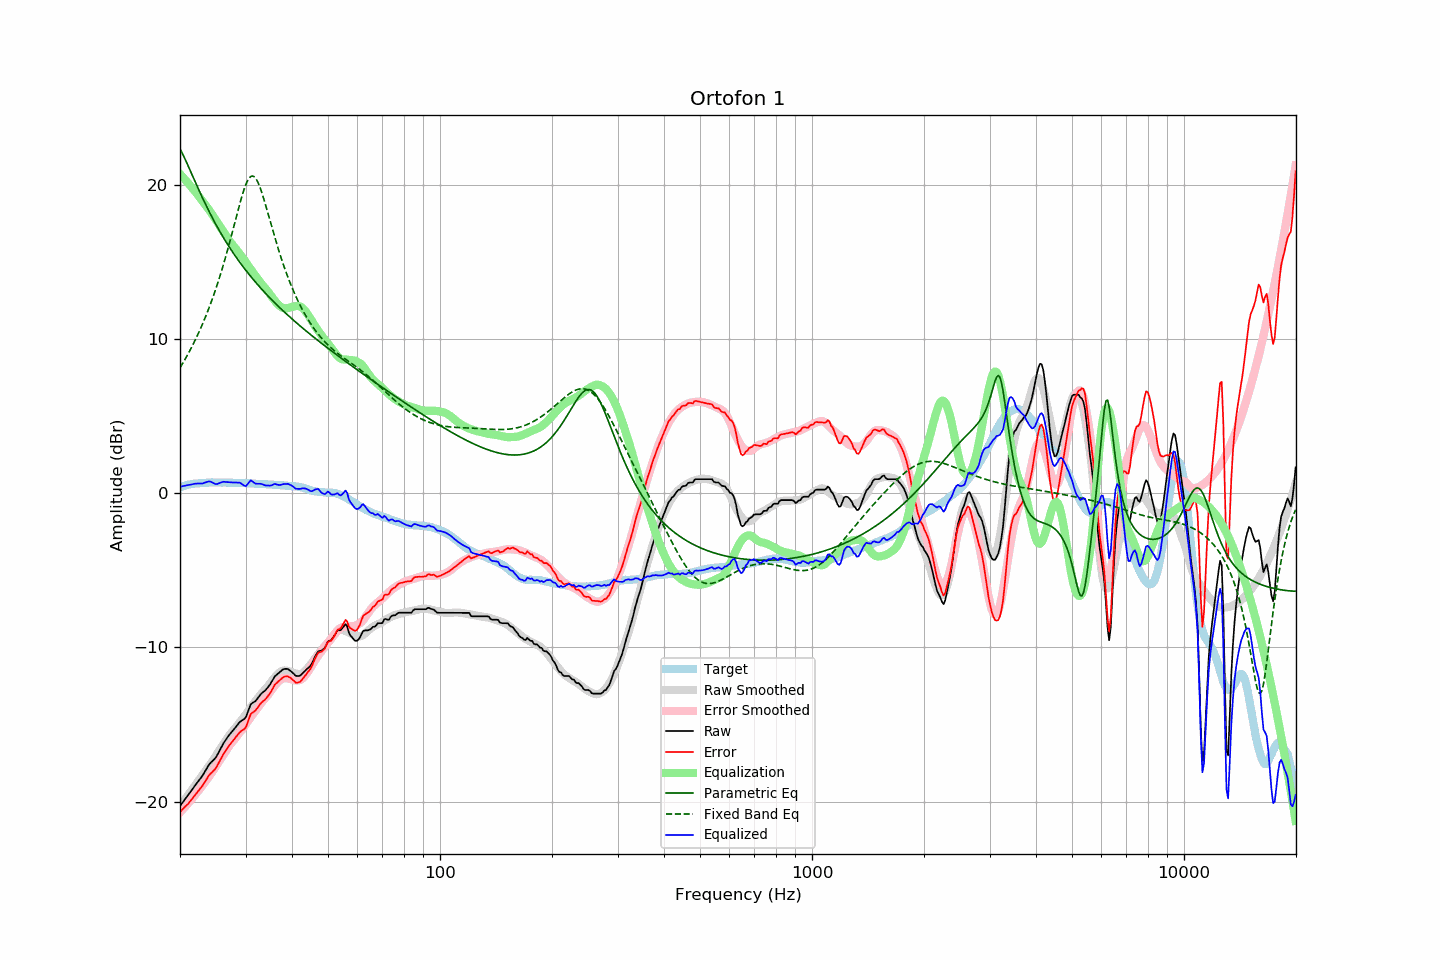 Ortofon 1
Amplitude (dBr)
20
10
0
−10
−20
Target
Raw Smoothed
Error Smoothed
Raw
Error
Equalization
Parametric Eq
Fixed Band Eq
Equalized
100
1000
10000
Frequency (Hz)